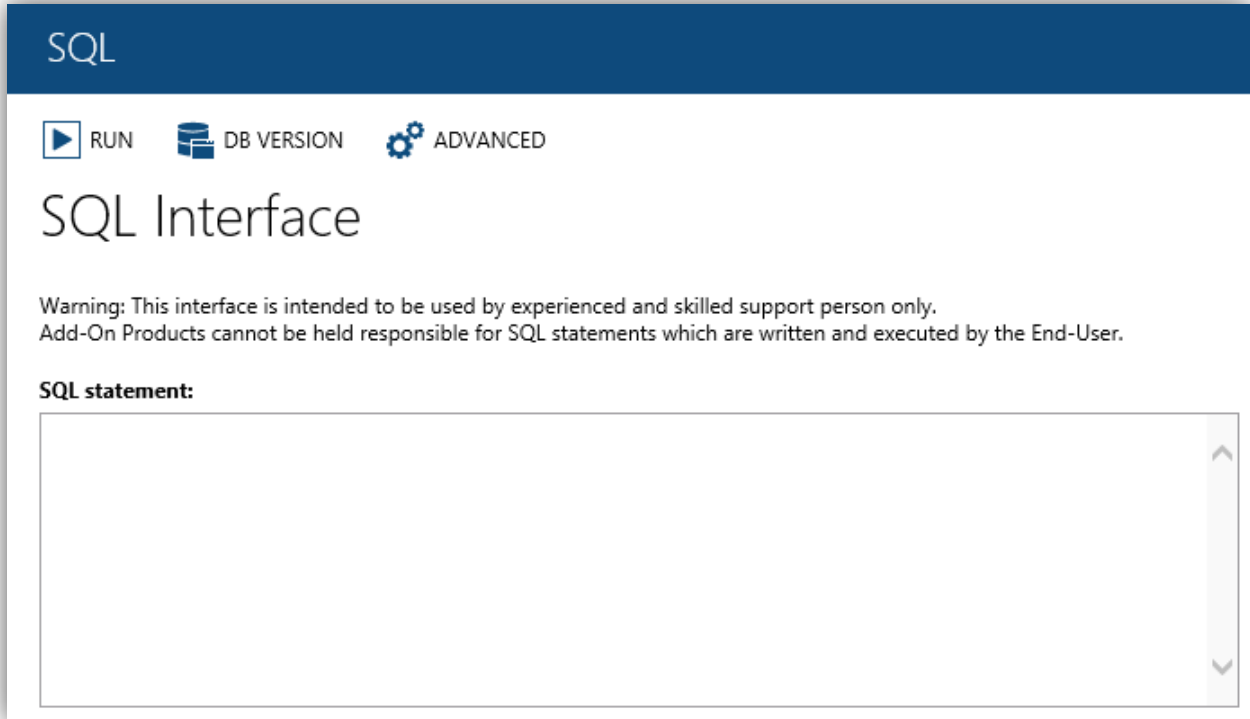 SQL
RUN DB VERSION ADVANCED
SQL Interface
Warning: This interface is intended to be used by experienced and skilled support person only.
Add-On Products cannot be held responsible for SQL statements which are written and executed by the End-User.
SQL statement: